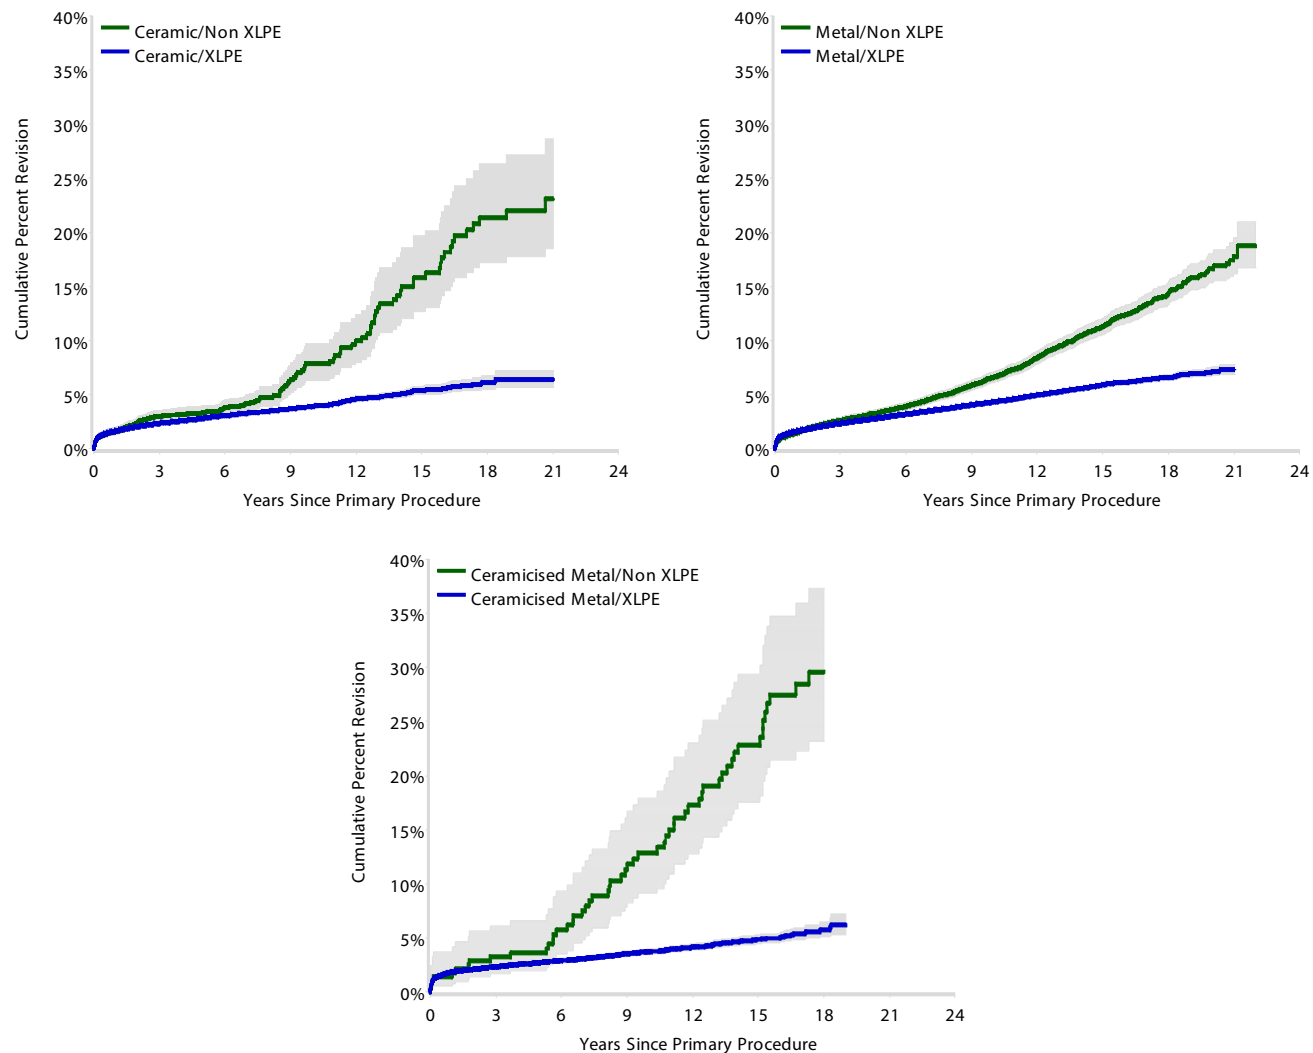 Ceramic/Non XLPE
Ceramic/XLPE
Cumulative Percent Revision
40%
35%
30%
25%
20%
15%
10%
5%
0%
0 3 6 9 12 15 18 21 24
Years Since Primary Procedure
Metal/Non XLPE
Metal/XLPE
Cumulative Percent Revision
40%
35%
30%
25%
20%
15%
10%
5%
0%
0 3 6 9 12 15 18 21 24
Years Since Primary Procedure
Ceramicised Metal/Non XLPE
Ceramicised Metal/XLPE
Cumulative Percent Revision
40%
35%
30%
25%
20%
15%
10%
5%
0%
0 3 6 9 12 15 18 21 24
Years Since Primary Procedure